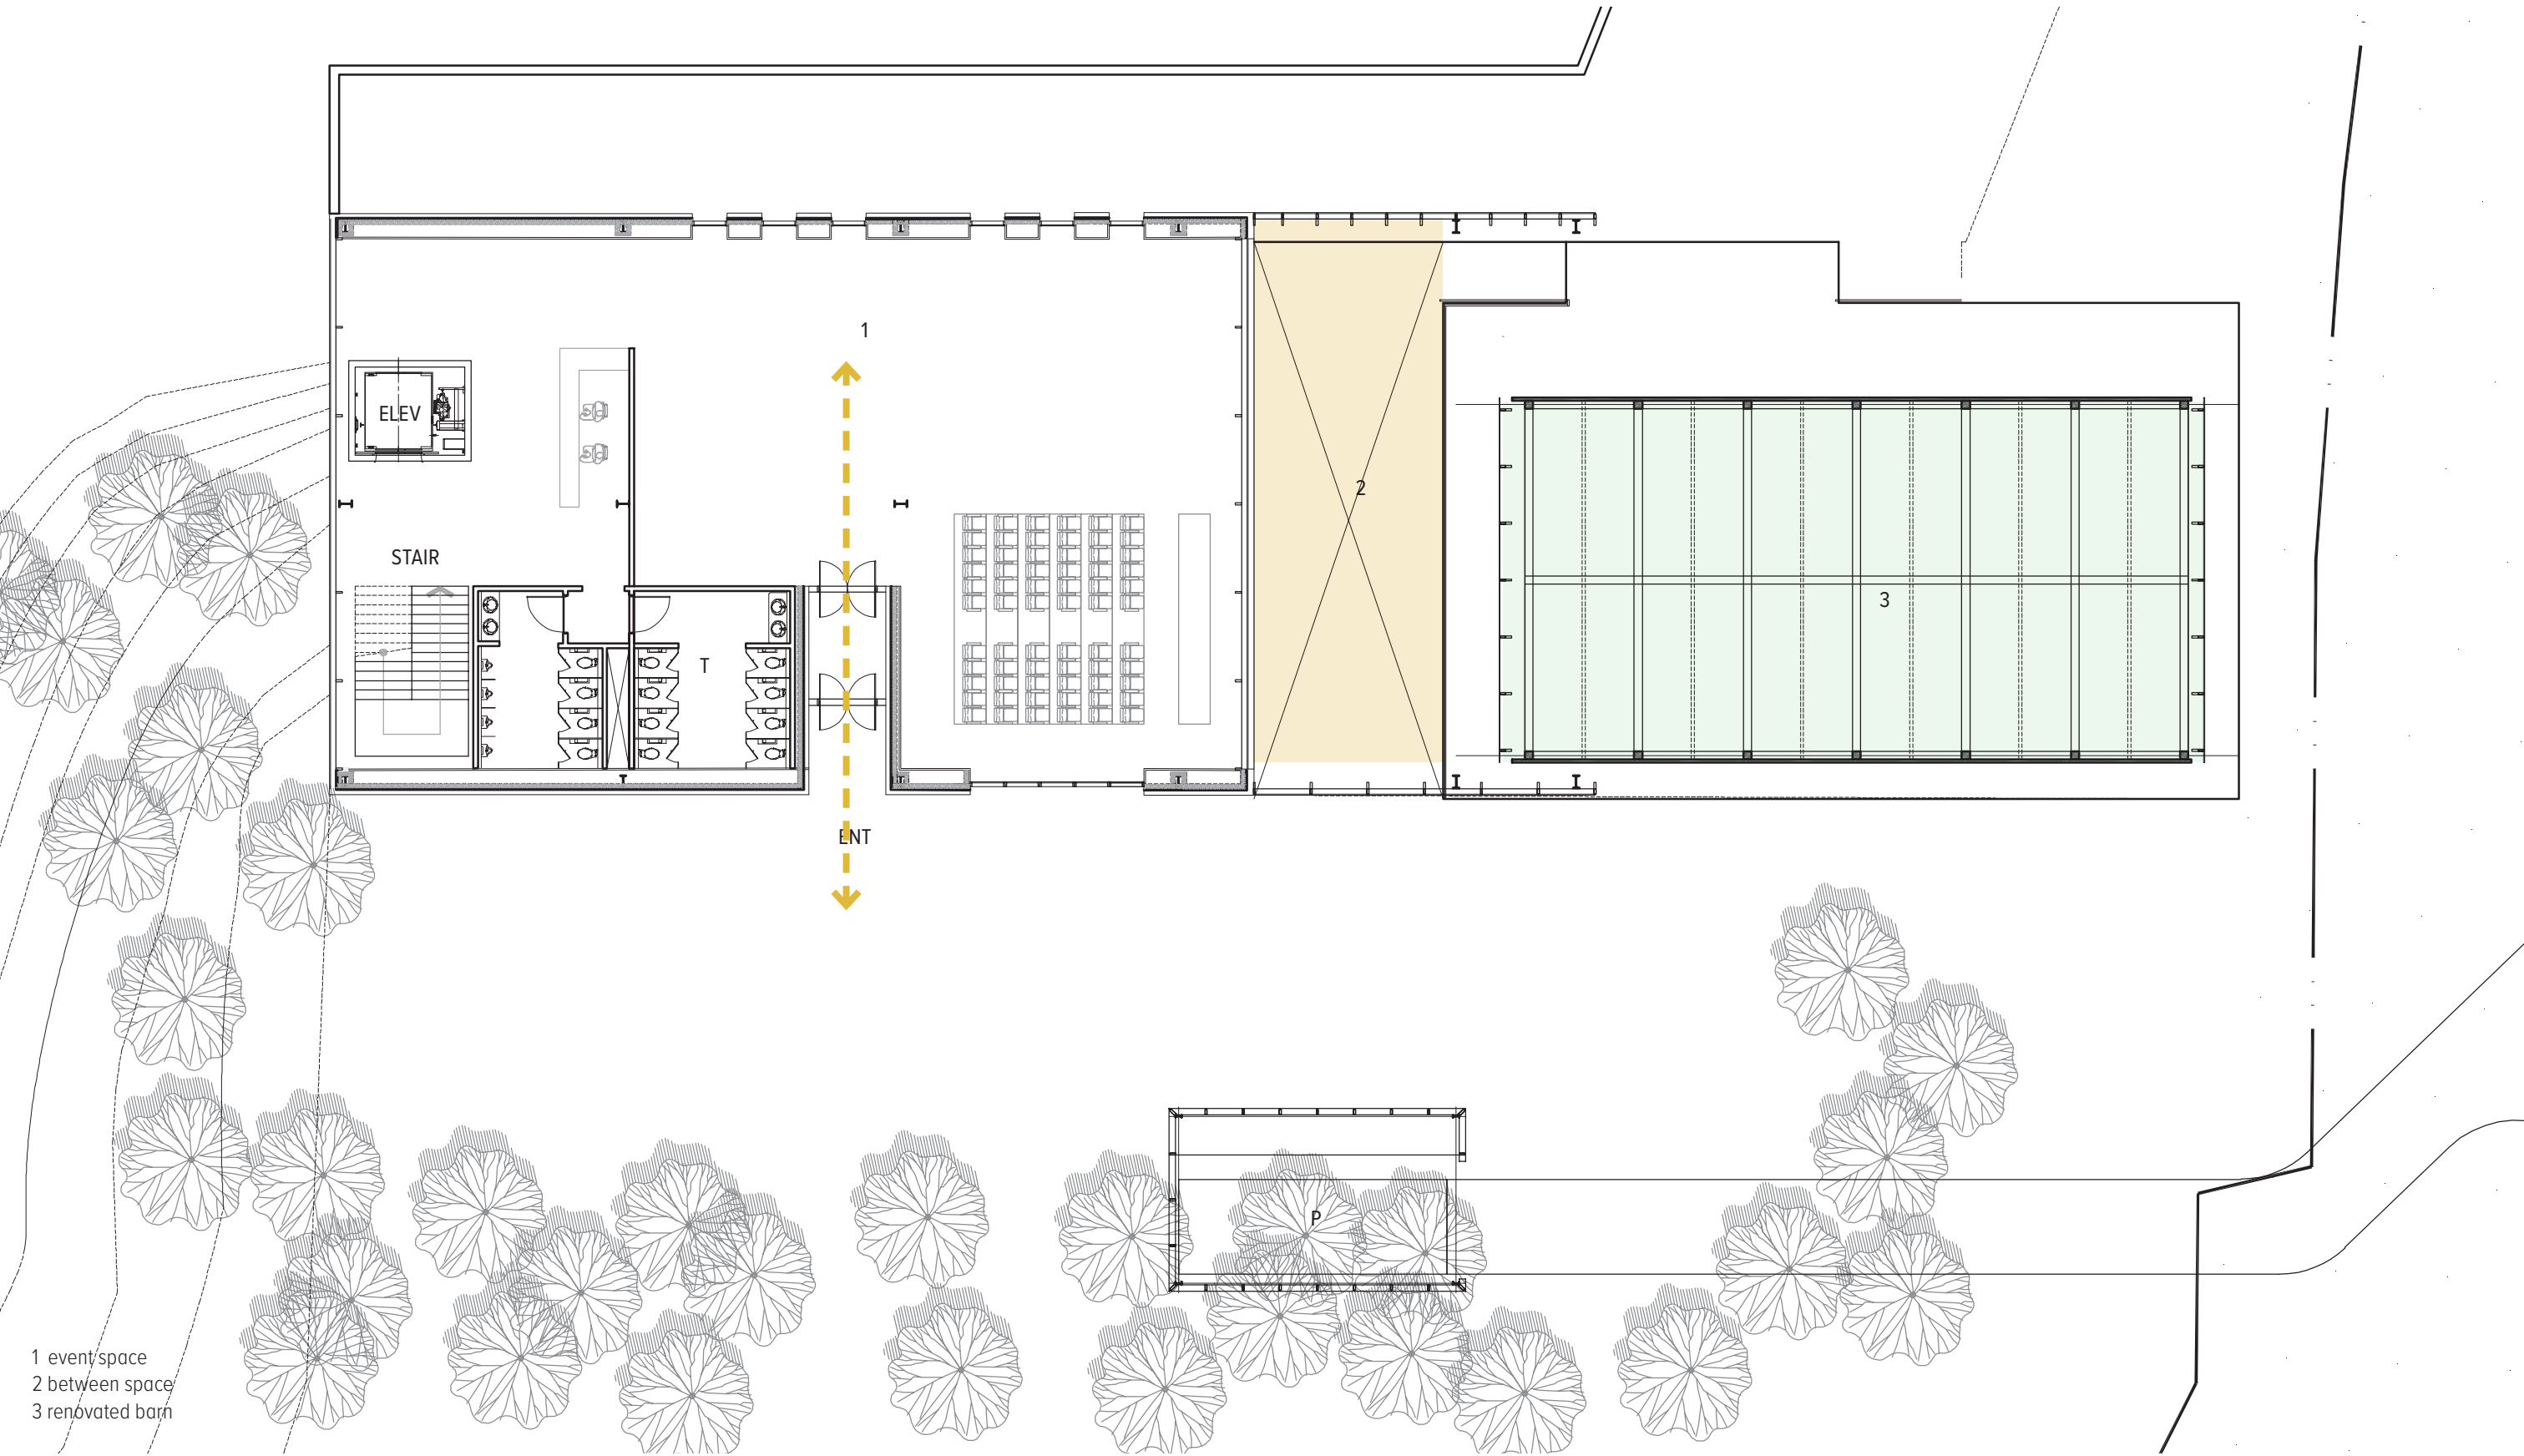 1
ELEV
2
STAIR
3
T
ENT
P
1 event space
2 between space
3 renovated barn